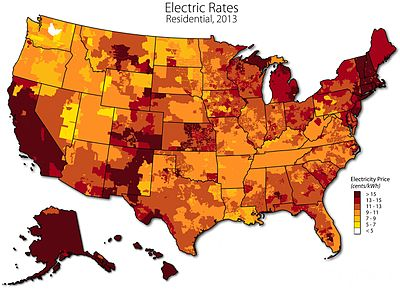 Electric Rates
Residential, 2013
Electricity Price
(cents/kWh)
> 15
13 - 15
11 - 13
9 - 11
7 - 9
5 - 7
< 5